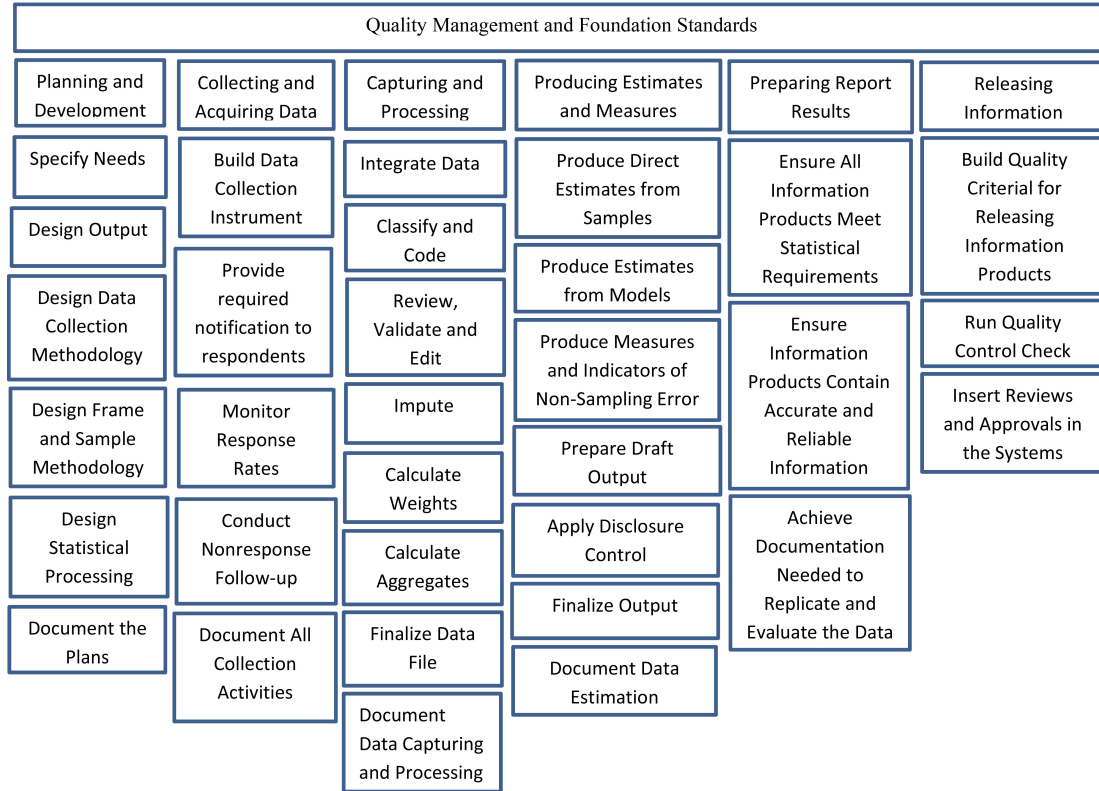 Quality Management and Foundation Standards
Planning and
Development
Specify Needs
Design Output
Design Data
Collection
Methodology
Design Frame
and Sample
Methodology
Design
Statistical
Processing
Document the
Plans
Collecting and
Acquiring Data
Build Data
Collection
Instrument
Provide
required
notification to
respondents
Monitor
Response
Rates
Conduct
Nonresponse
Follow-up
Document All
Collection
Activities
Capturing and
Processing
Integrate Data
Classify and
Code
Review,
Validate and
Edit
Impute
Calculate
Weights
Calculate
Aggregates
Finalize Data
File
Document
Data Capturing
and Processing
Producing Estimates
and Measures
Produce Direct
Estimates from
Samples
Produce Estimates
from Models
Produce Measures
and Indicators of
Non-Sampling Error
Prepare Draft
Output
Apply Disclosure
Control
Finalize Output
Document Data
Estimation
Preparing Report
Results
Ensure All
Information
Products Meet
Statistical
Requirements
Ensure
Information
Products Contain
Accurate and
Reliable
Information
Achieve
Documentation
Needed to
Replicate and
Evaluate the Data
Releasing
Information
Build Quality
Criterial for
Releasing
Information
Products
Run Quality
Control Check
Insert Reviews
and Approvals in
the Systems